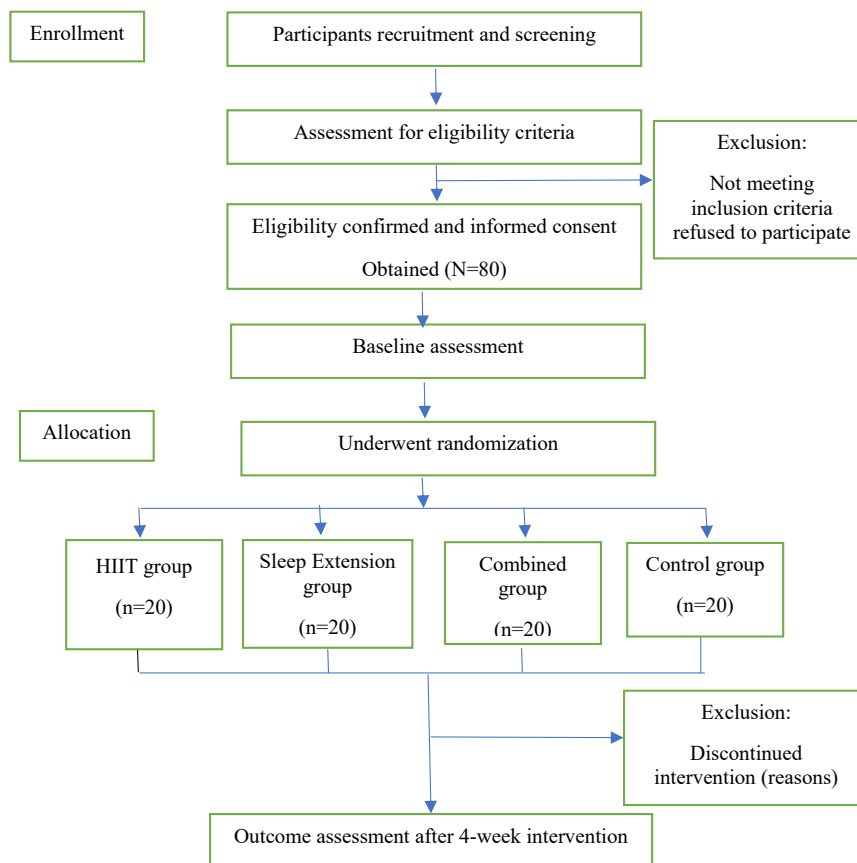 Enrollment
Participants recruitment and screening
Assessment for eligibility criteria
Exclusion:
Not meeting
inclusion criteria
refused to participate
Eligibility confirmed and informed consent
Obtained (N=80)
Baseline assessment
Allocation
Underwent randomization
HIIT group
(n=20)
Sleep Extension
group
(n=20)
Combined
group
(n=20)
Control group
(n=20)
Exclusion:
Discontinued
intervention (reasons)
Outcome assessment after 4-week intervention